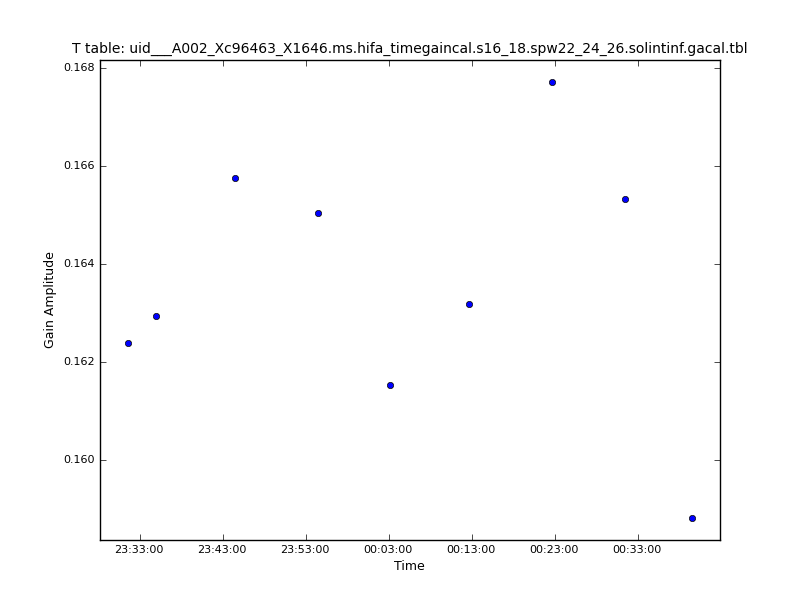 T table: uid___A002_Xc96463_X1646.ms.hifa_timegaincal.s16_18.spw22_24_26.solintinf.gacal.tbl
0.168
0.166
0.164
0.162
0.160
Gain Amplitude
23:33:00 23:43:00 23:53:00 00:03:00 00:13:00 00:23:00 00:33:00
Time